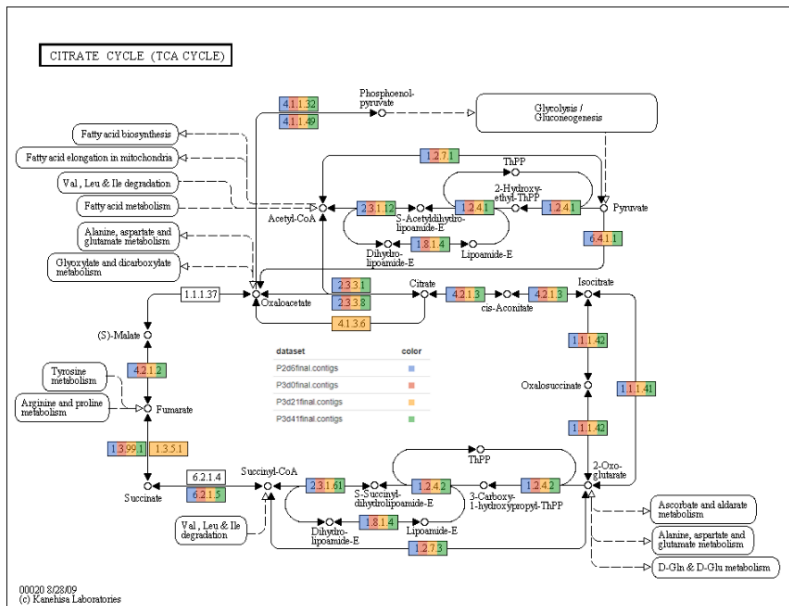 CITRATE CYCLE (TCA CYCLE)
Phosphoenol-
pyruvate
4.1.1.32
4.1.1.49
Glycolysis /
Gluconeogenesis
Fatty acid biosynthesis
Fatty acid elongation in mitochondria
Val, Leu & Ile degradation
Fatty acid metabolism
Alanine, aspartate and
glutamate metabolism
Glyoxylate and dicarboxylate
metabolism
1.2.7.1
ThPP
Acetyl-CoA
2.3.1.12
S-Acetyldihydro-
lipoamide-E
1.2.4.1
2-Hydroxy-
ethyl-ThPP
1.2.4.1
Pyruvate
Dihydro-
lipoamide-E
1.8.1.4
Lipoamide-E
6.4.1.1
1.1.1.37
Oxaloacetate
2.3.3.1
2.3.3.8
4.1.3.6
Citrate
4.2.1.3
cis-Aconitate
4.2.1.3
Isocitrate
(S)-Malate
4.2.1.2
Tyrosine
metabolism
Arginine and proline
metabolism
Fumarate
1.3.99.1
1.3.5.1
Succinate
dataset color
P2d6final.contigs
P3d0final.contigs
P3d21final.contigs
P3d41final.contigs
1.1.1.42
Oxalosuccinate
1.1.1.41
1.1.1.42
6.2.1.4
6.2.1.5
Succinyl-CoA
2.3.1.61
S-Succinyl-
dihydrolipoamide-E
ThPP
1.2.4.2
3-Carboxy-
1-hydroxypropyl-ThPP
1.2.4.2
2-Oxo-
glutarate
Val, Leu & Ile
degradation
Dihydro-
lipoamide-E
1.8.1.4
Lipoamide-E
1.2.7.3
Ascorbate and aldarate
metabolism
Alanine, aspartate and
glutamate metabolism
D-Gln & D-Glu metabolism
00020 8/28/09
(c) Kanehisa Laboratories